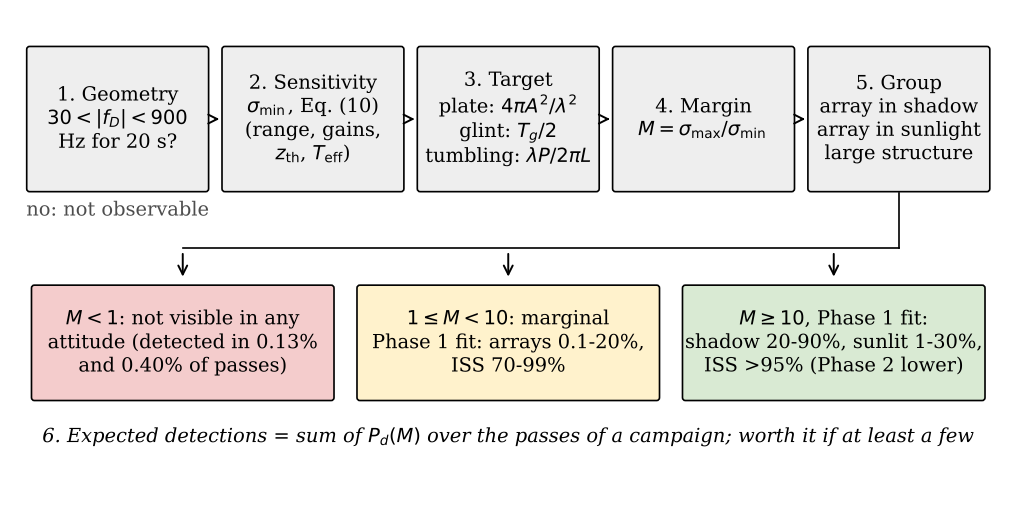 1. Geometry
30 < |f_D| < 900
Hz for 20 s?
2. Sensitivity
σ_min, Eq. (10)
(range, gains,
z_th, T_eff)
3. Target
plate: 4πA²/λ²
glint: T_g/2
tumbling: λP/2πL
4. Margin
M = σ_max/σ_min
5. Group
array in shadow
array in sunlight
large structure
no: not observable
M < 1: not visible in any
attitude (detected in 0.13%
and 0.40% of passes)
1 ≤ M < 10: marginal
Phase 1 fit: arrays 0.1-20%,
ISS 70-99%
M ≥ 10, Phase 1 fit:
shadow 20-90%, sunlit 1-30%,
ISS >95% (Phase 2 lower)
6. Expected detections = sum of P_d(M) over the passes of a campaign; worth it if at least a few